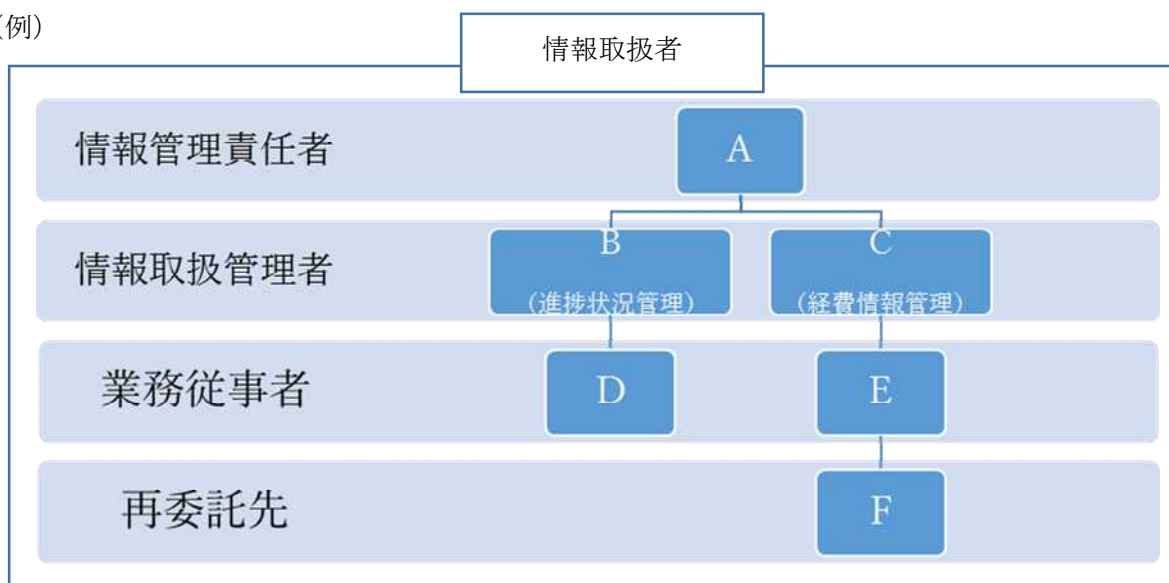 (例)
情報取扱者
情報管理責任者
A
情報取扱管理者
B
(進捗状況管理)
C
(経費情報管理)
業務従事者
D
E
再委託先
F